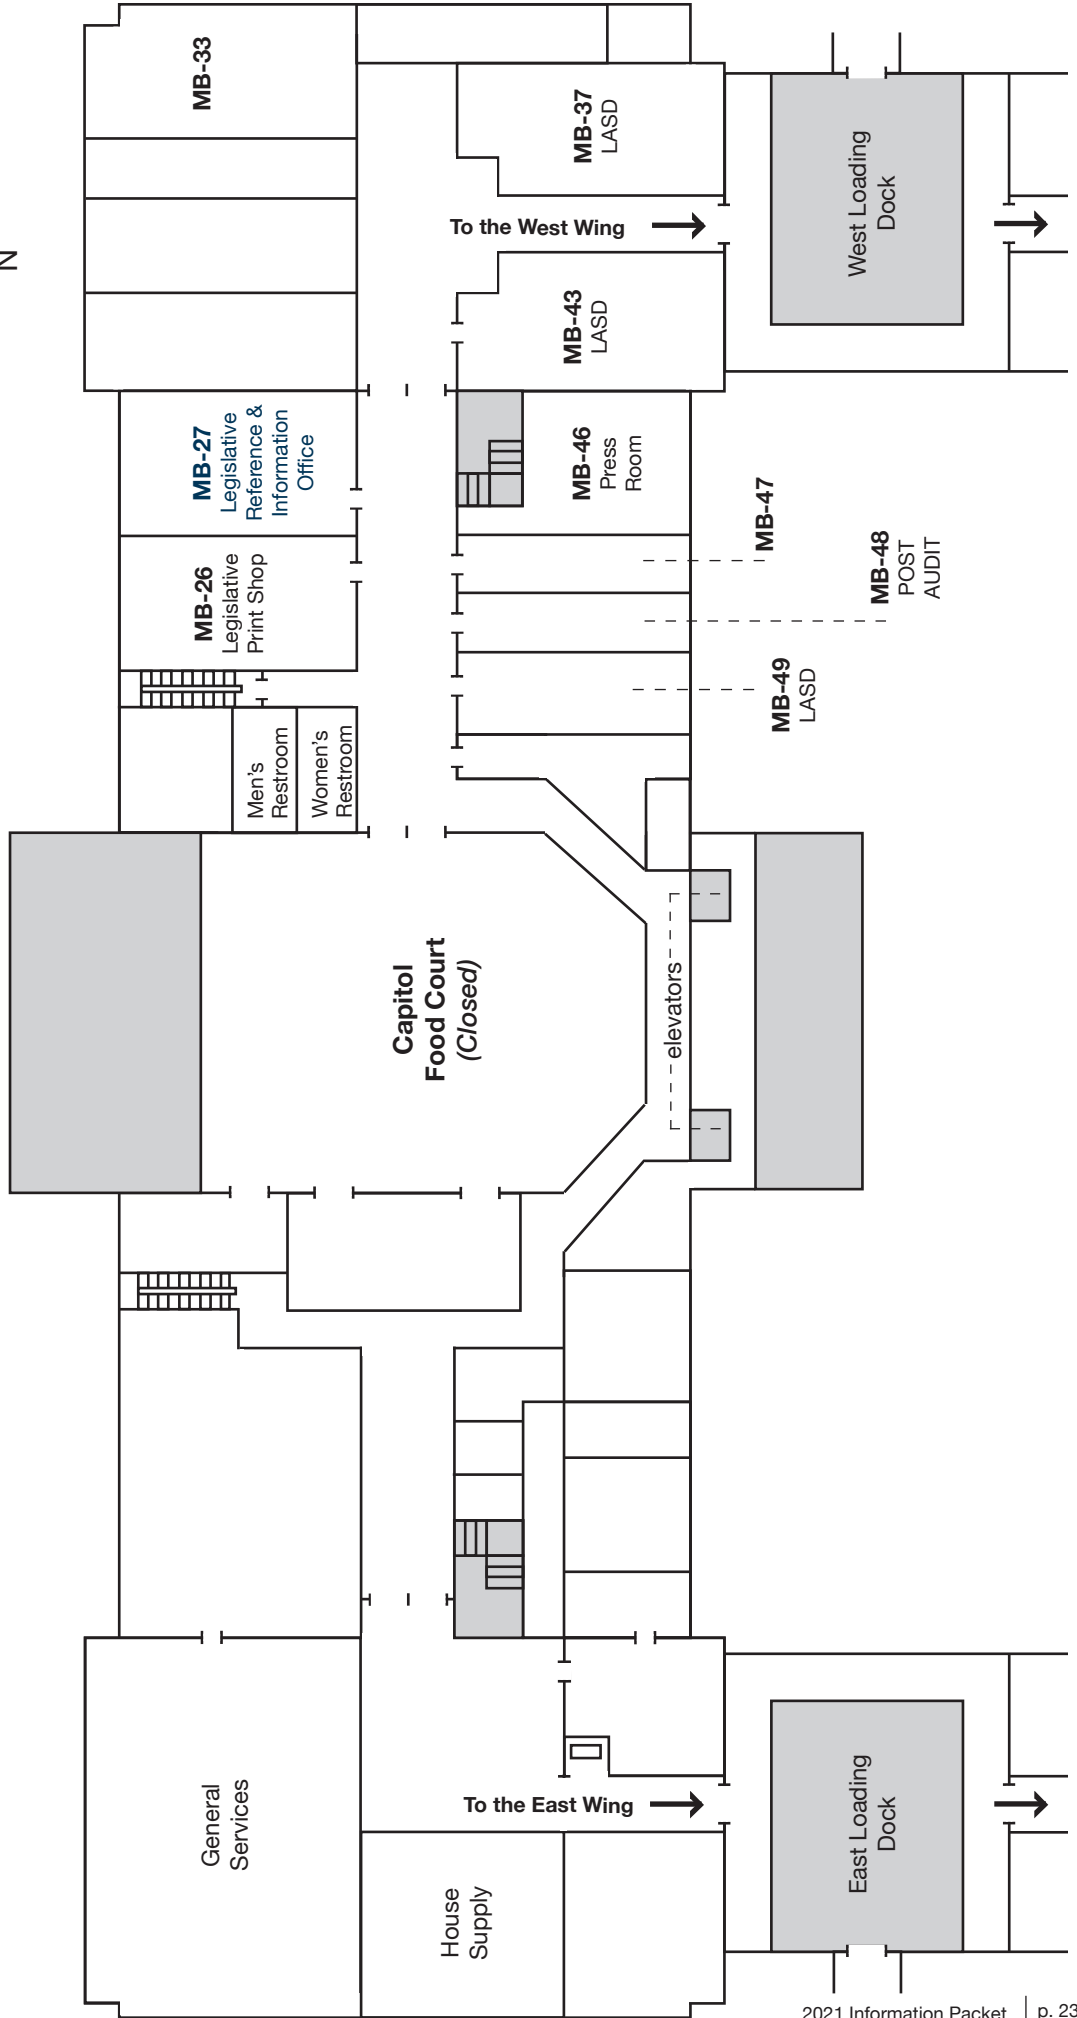 N
MB-33
MB-37
LASD
West Loading
Dock
To the West Wing
MB-43
LASD
MB-27
Legislative
Reference &
Information
Office
MB-46
Press
Room
MB-47
MB-48
POST
AUDIT
MB-26
Legislative
Print Shop
MB-49
LASD
Men's
Restroom
Women's
Restroom
Capitol
Food Court
(Closed)
elevators
General
Services
To the East Wing
East Loading
Dock
House
Supply
2021 Information Packet | p. 23